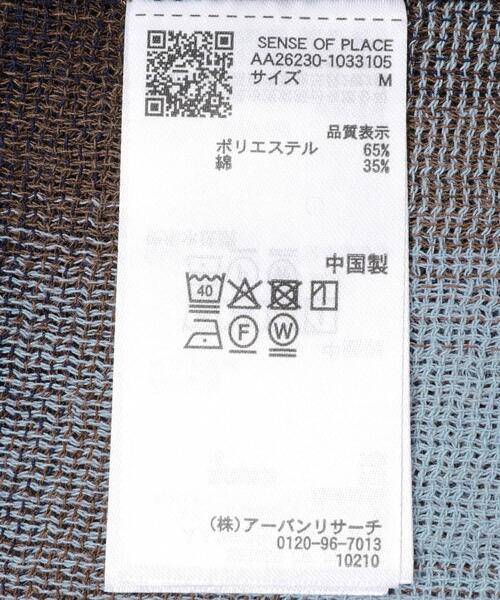 SENSE OF PLACE
AA26230-1033105
サイズ M
品質表示
ポリエステル 65%
綿 35%
中国製
40
F W
(株)アーバンリサーチ
0120-96-7013
10210